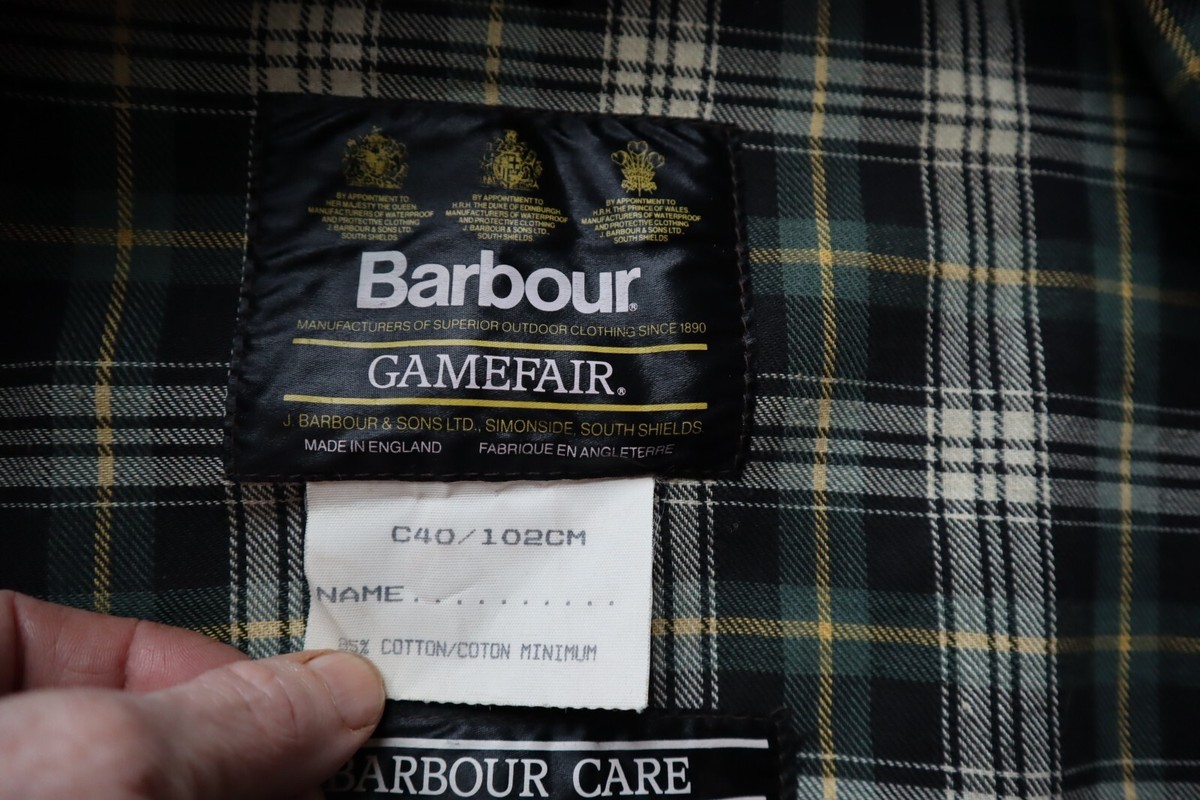 BY APPOINTMENT TO
HER MAJESTY THE QUEEN
MANUFACTURERS OF WATERPROOF
AND PROTECTIVE CLOTHING
J. BARBOUR & SONS LTD.
SOUTH SHIELDS
BY APPOINTMENT TO
H.R.H. THE DUKE OF EDINBURGH
MANUFACTURERS OF WATERPROOF
AND PROTECTIVE CLOTHING
J. BARBOUR & SONS LTD.,
SOUTH SHIELDS
BY APPOINTMENT TO
H.R.H. THE PRINCE OF WALES
MANUFACTURERS OF WATERPROOF
AND PROTECTIVE CLOTHING
J. BARBOUR & SONS LTD.,
SOUTH SHIELDS
Barbour®
MANUFACTURERS OF SUPERIOR OUTDOOR CLOTHING SINCE 1890
GAMEFAIR®
J. BARBOUR & SONS LTD., SIMONSIDE, SOUTH SHIELDS.
MADE IN ENGLAND FABRIQUE EN ANGLETERRE
C40/102CM
NAME..........
85% COTTON/COTON MINIMUM
BARBOUR CARE